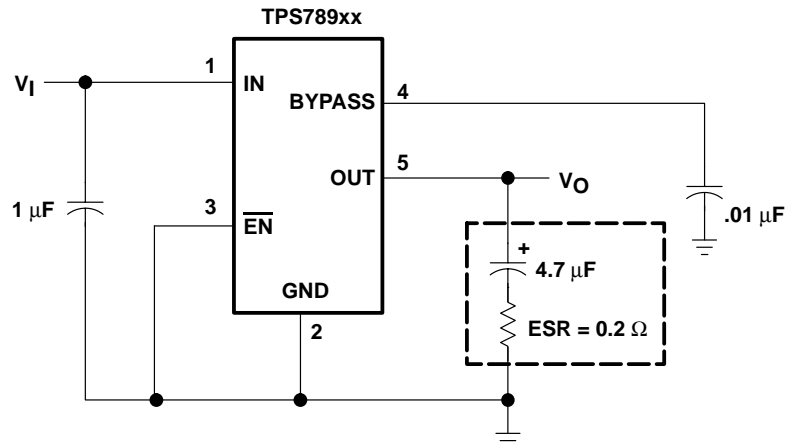 TPS789xx
1
VI
IN
BYPASS
4
5
OUT
VO
1 μF
3
EN
.01 μF
+
4.7 μF
GND
ESR = 0.2 Ω
2